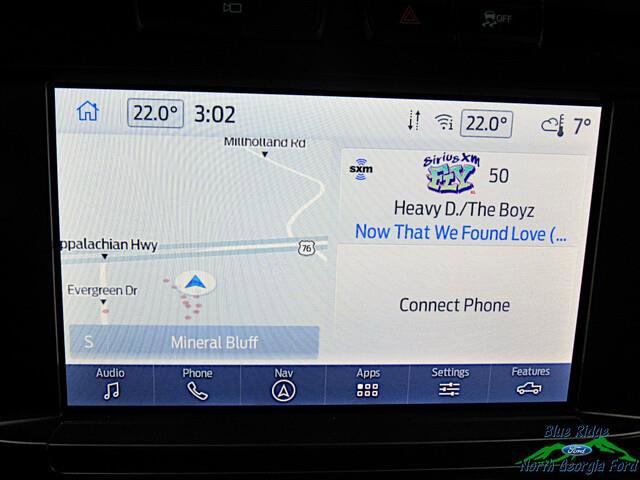 OFF
22.0°
3:02
22.0°
7°
Millholland Rd
ppalachian Hwy
76
Evergreen Dr
S
Mineral Bluff
sxm
SiriusXM
FLY
50
Heavy D./The Boyz
Now That We Found Love (...
Connect Phone
Audio
Phone
Nav
Apps
Settings
Features
Blue Ridge
Ford
North Georgia Ford